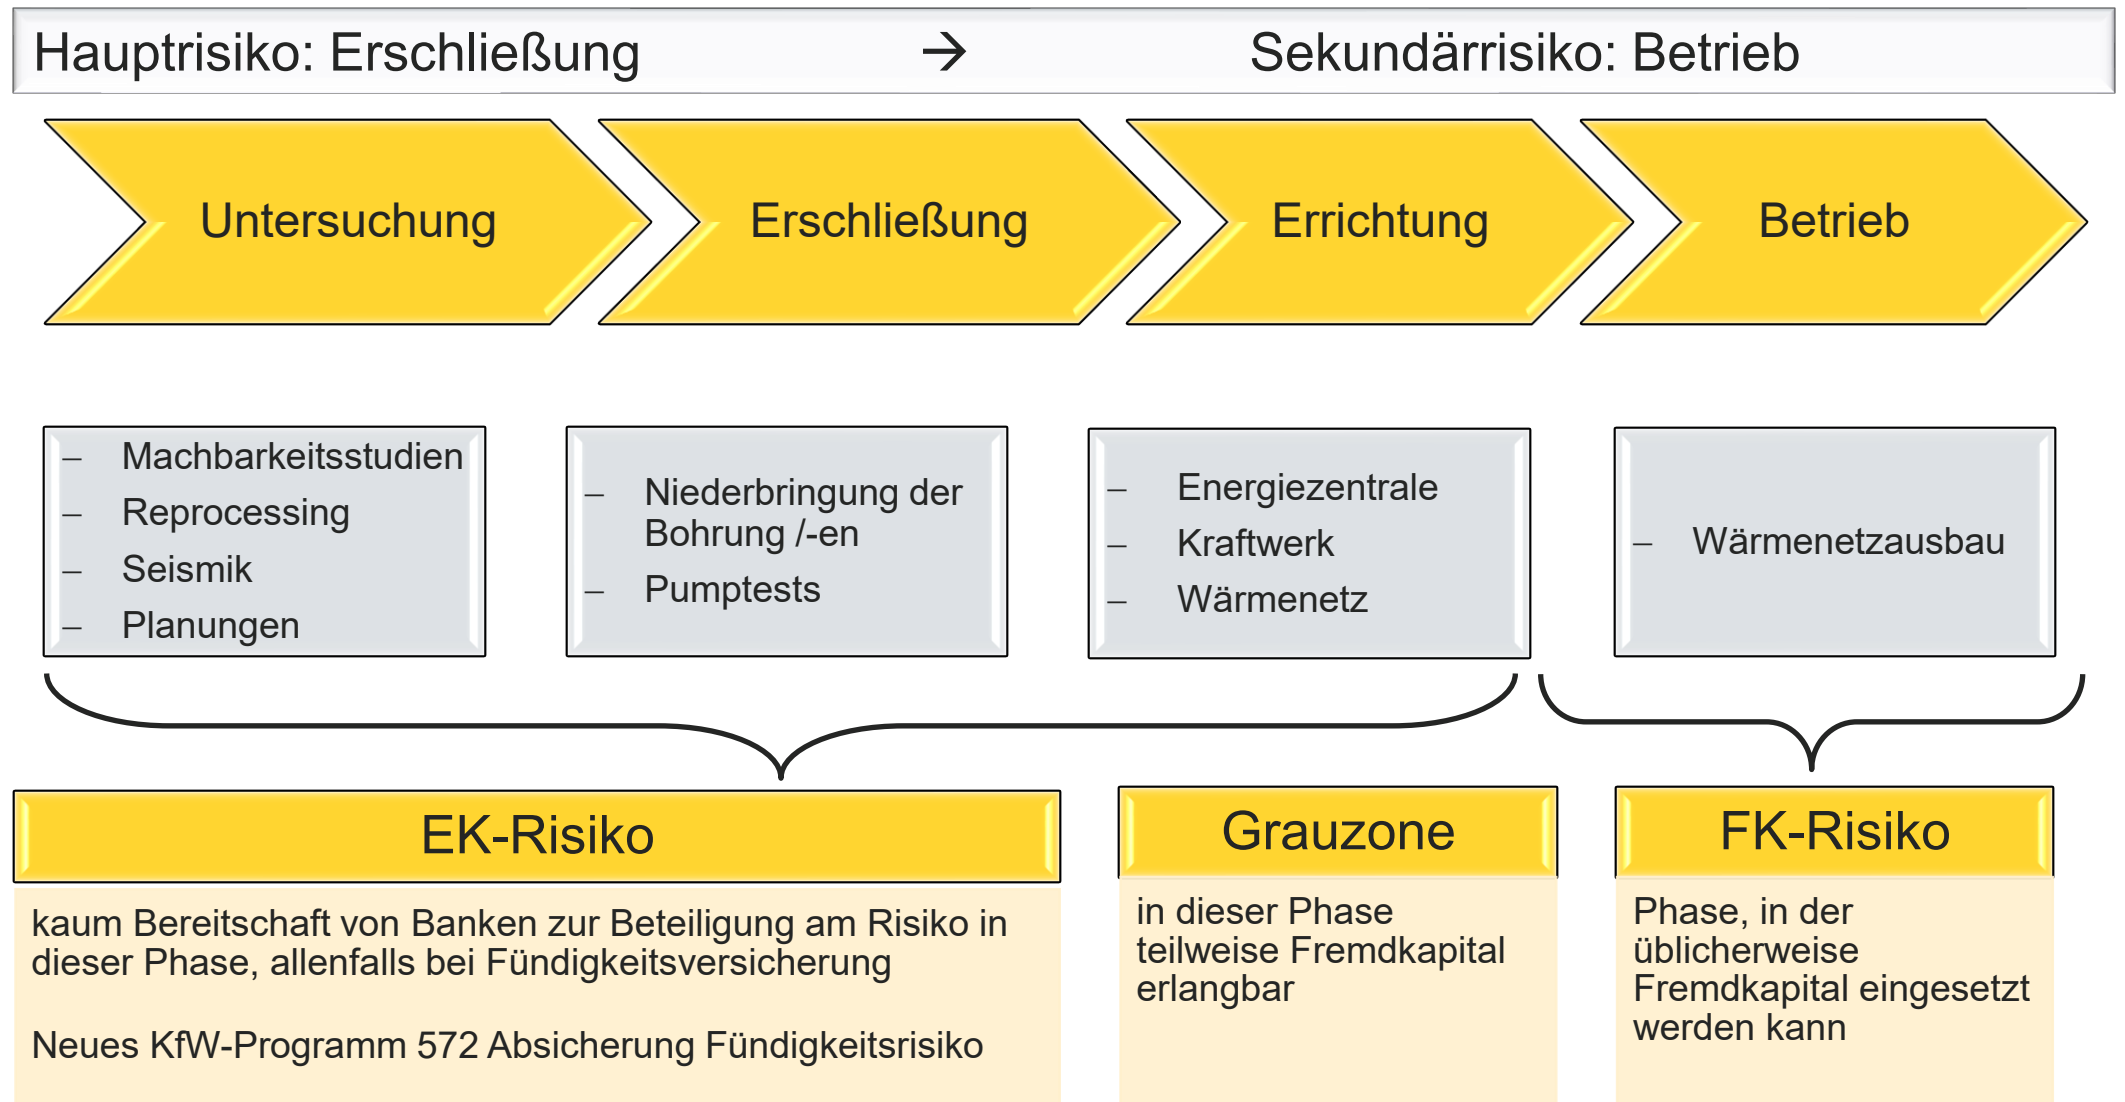 Hauptrisiko: Erschließung → Sekundärrisiko: Betrieb
Untersuchung
Erschließung
Errichtung
Betrieb
– Machbarkeitsstudien
– Reprocessing
– Seismik
– Planungen
– Niederbringung der
Bohrung /-en
– Pumptests
– Energiezentrale
– Kraftwerk
– Wärmenetz
– Wärmenetzausbau
EK-Risiko
kaum Bereitschaft von Banken zur Beteiligung am Risiko in
dieser Phase, allenfalls bei Fündigkeitsversicherung
Neues KfW-Programm 572 Absicherung Fündigkeitsrisiko
Grauzone
in dieser Phase
teilweise Fremdkapital
erlangbar
FK-Risiko
Phase, in der
üblicherweise
Fremdkapital eingesetzt
werden kann